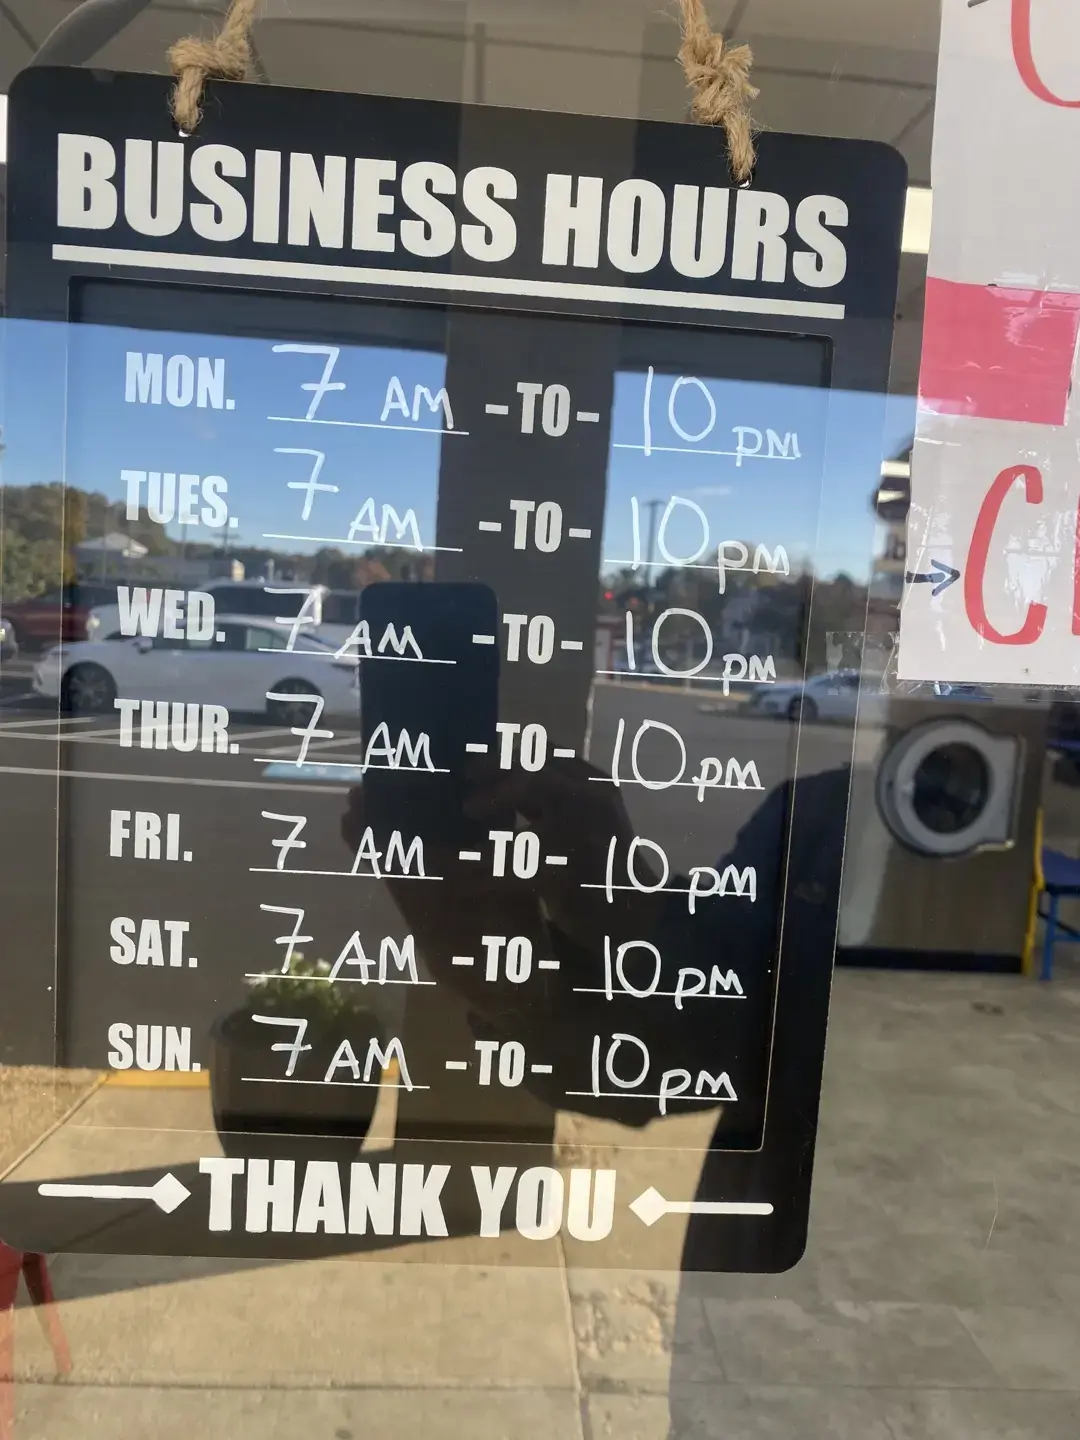 BUSINESS HOURS
MON. 7 AM -TO- 10 pm
TUES. 7 AM -TO- 10 pm
WED. 7 AM -TO- 10 pm
THUR. 7 AM -TO- 10 pm
FRI. 7 AM -TO- 10 pm
SAT. 7 AM -TO- 10 pm
SUN. 7 AM -TO- 10 pm
THANK YOU